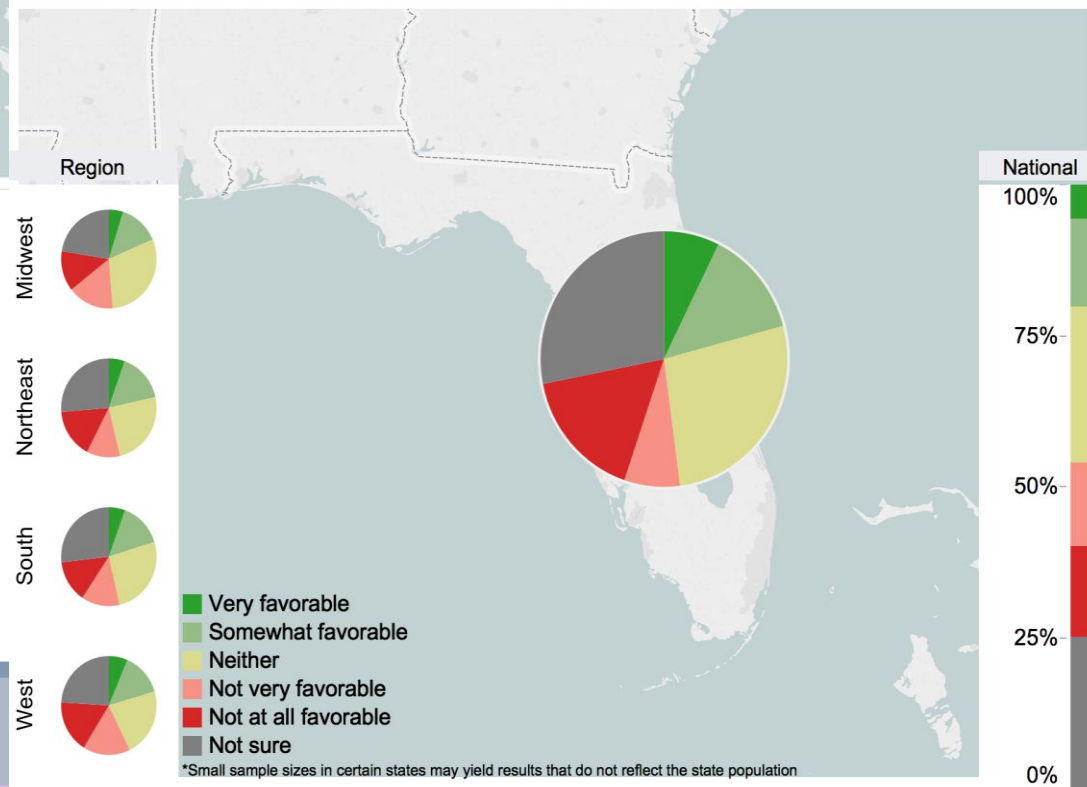 Region
Midwest
Northeast
South
West
Very favorable
Somewhat favorable
Neither
Not very favorable
Not at all favorable
Not sure
*Small sample sizes in certain states may yield results that do not reflect the state population
National
100%
75%
50%
25%
0%